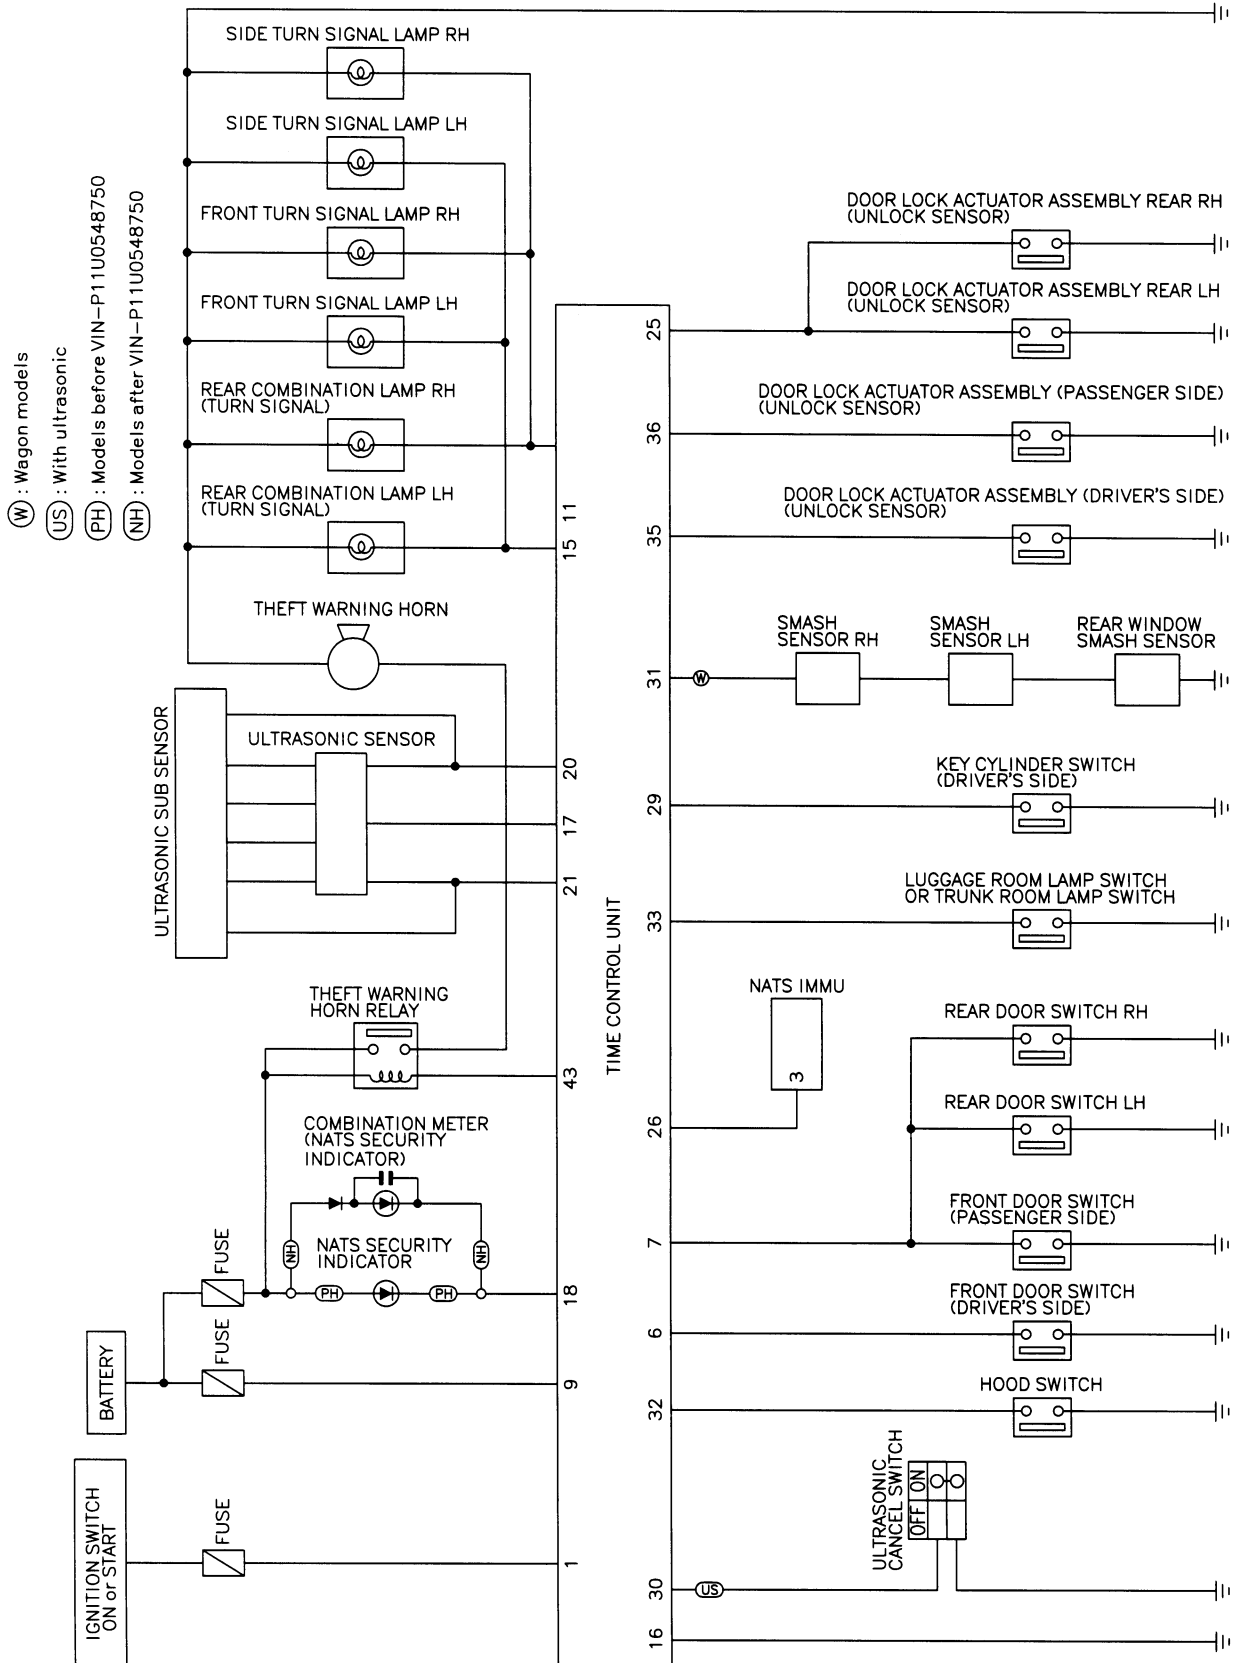 Ⓦ : Wagon models
US : With ultrasonic
PH : Models before VIN-P11U0548750
NH : Models after VIN-P11U0548750
SIDE TURN SIGNAL LAMP RH
SIDE TURN SIGNAL LAMP LH
FRONT TURN SIGNAL LAMP RH
FRONT TURN SIGNAL LAMP LH
REAR COMBINATION LAMP RH
(TURN SIGNAL)
REAR COMBINATION LAMP LH
(TURN SIGNAL)
11
15
THEFT WARNING HORN
ULTRASONIC SUB SENSOR
ULTRASONIC SENSOR
20
17
21
THEFT WARNING
HORN RELAY
43
COMBINATION METER
(NATS SECURITY
INDICATOR)
NH
NH
NATS SECURITY
INDICATOR
PH
PH
18
FUSE
BATTERY
FUSE
9
IGNITION SWITCH
ON or START
FUSE
1
TIME CONTROL UNIT
DOOR LOCK ACTUATOR ASSEMBLY REAR RH
(UNLOCK SENSOR)
DOOR LOCK ACTUATOR ASSEMBLY REAR LH
(UNLOCK SENSOR)
25
DOOR LOCK ACTUATOR ASSEMBLY (PASSENGER SIDE)
(UNLOCK SENSOR)
36
DOOR LOCK ACTUATOR ASSEMBLY (DRIVER'S SIDE)
(UNLOCK SENSOR)
35
SMASH
SENSOR RH
SMASH
SENSOR LH
REAR WINDOW
SMASH SENSOR
31
W
KEY CYLINDER SWITCH
(DRIVER'S SIDE)
29
LUGGAGE ROOM LAMP SWITCH
OR TRUNK ROOM LAMP SWITCH
33
NATS IMMU
3
26
REAR DOOR SWITCH RH
REAR DOOR SWITCH LH
FRONT DOOR SWITCH
(PASSENGER SIDE)
7
FRONT DOOR SWITCH
(DRIVER'S SIDE)
6
HOOD SWITCH
32
ULTRASONIC
CANCEL SWITCH
OFF ON
30
US
16